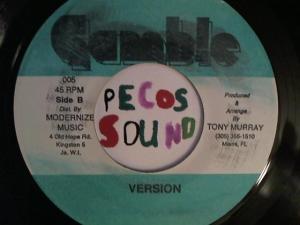 Gamble
005
45 RPM
Side B
Dist. By
MODERNIZE
MUSIC
4 Old Hope Rd.
Kingston 5
Ja. W.I.
PECOS
SOUND
Produced
&
Arrange
By
TONY MURRAY
Miami, FL
VERSION